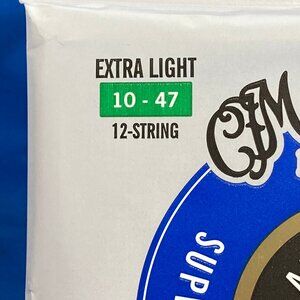 EXTRA LIGHT
10 - 47
12-STRING